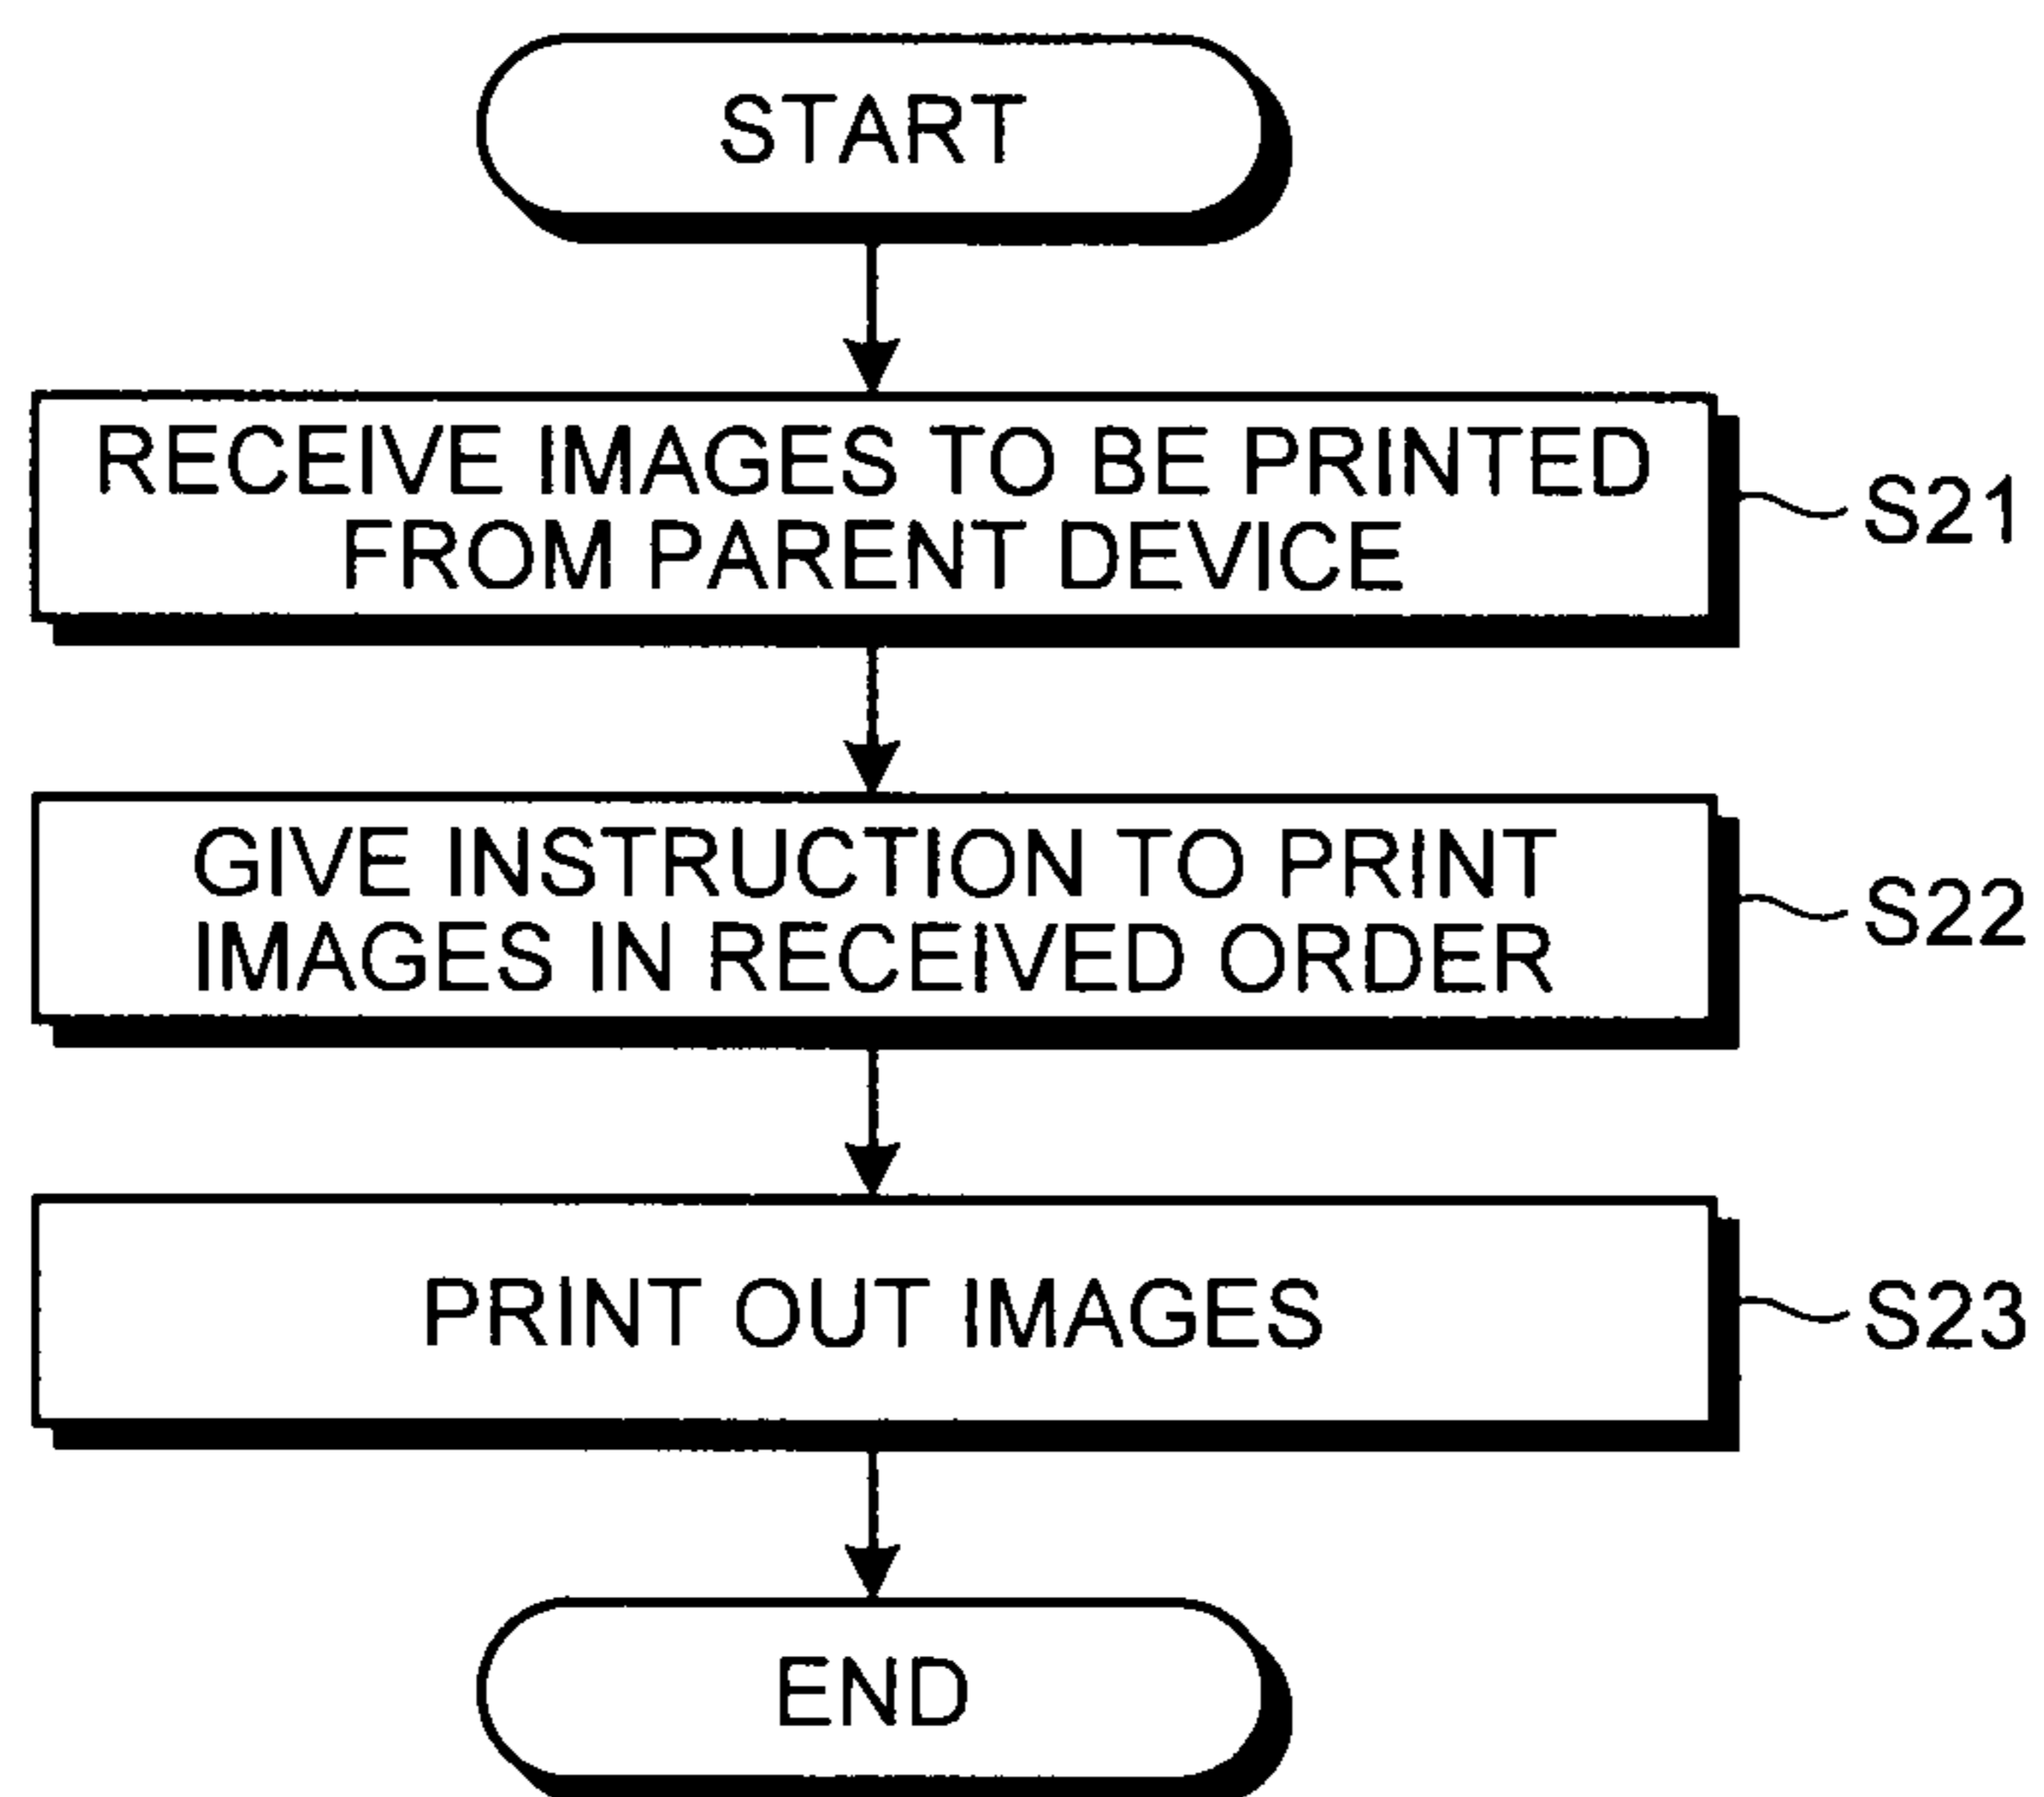 START
RECEIVE IMAGES TO BE PRINTED
FROM PARENT DEVICE
S21
GIVE INSTRUCTION TO PRINT
IMAGES IN RECEIVED ORDER
S22
PRINT OUT IMAGES
S23
END